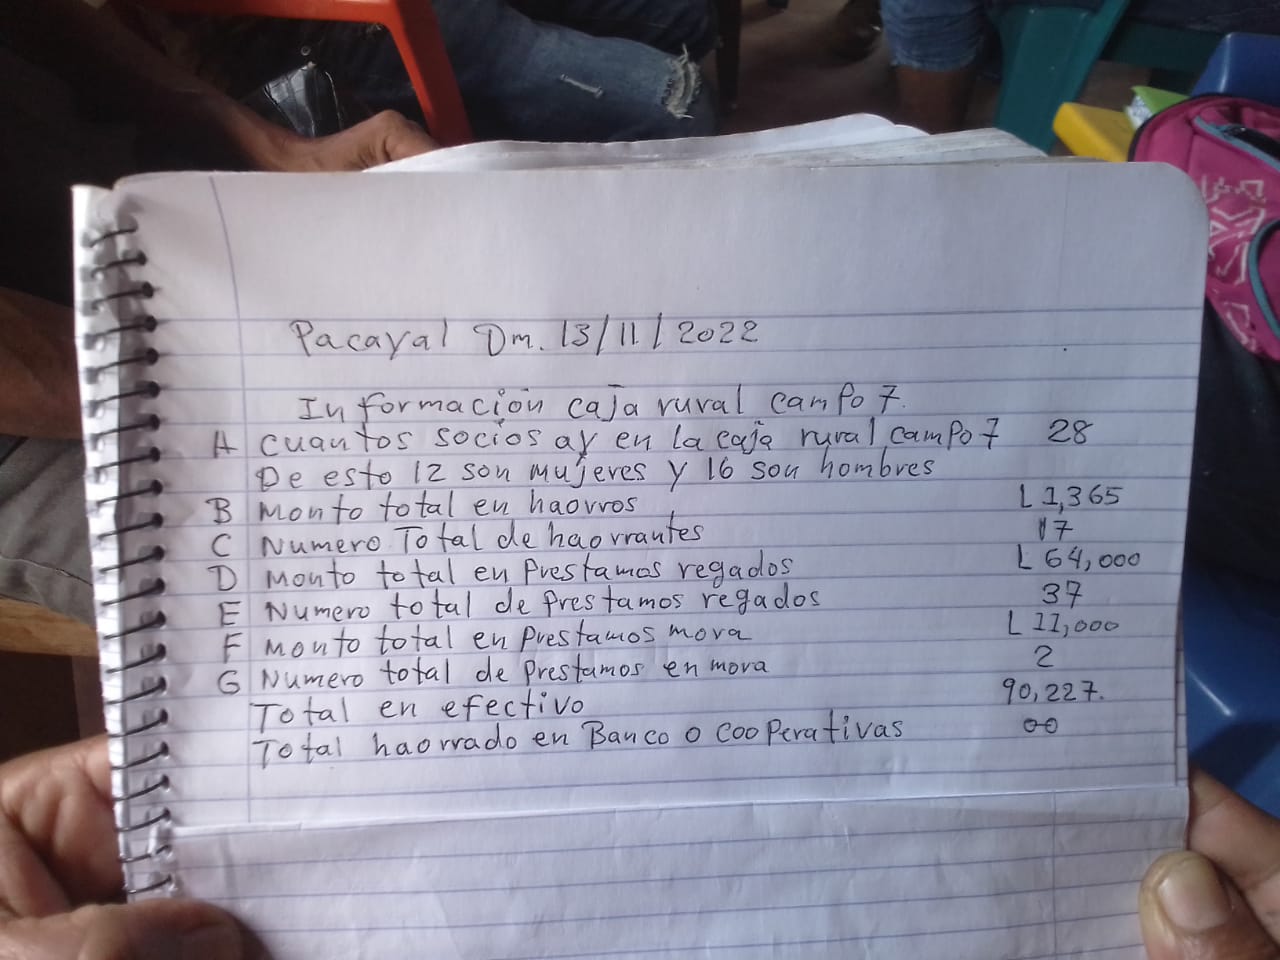 Pacayal Dm. 13/11/2022
Información caja rural campo 7.
A cuantos socios ay en la caja rural campo 7 28
De esto 12 son mujeres y 16 son hombres
B Monto total en haorros L 1,365
C Numero Total de haorrantes 17
D Monto total en Prestamos regados L 64,000
E Numero total de prestamos regados 37
F Monto total en prestamos mora L 11,000
G Numero total de prestamos en mora 2
Total en efectivo 90,227.
Total haorrado en Banco o cooperativas 00